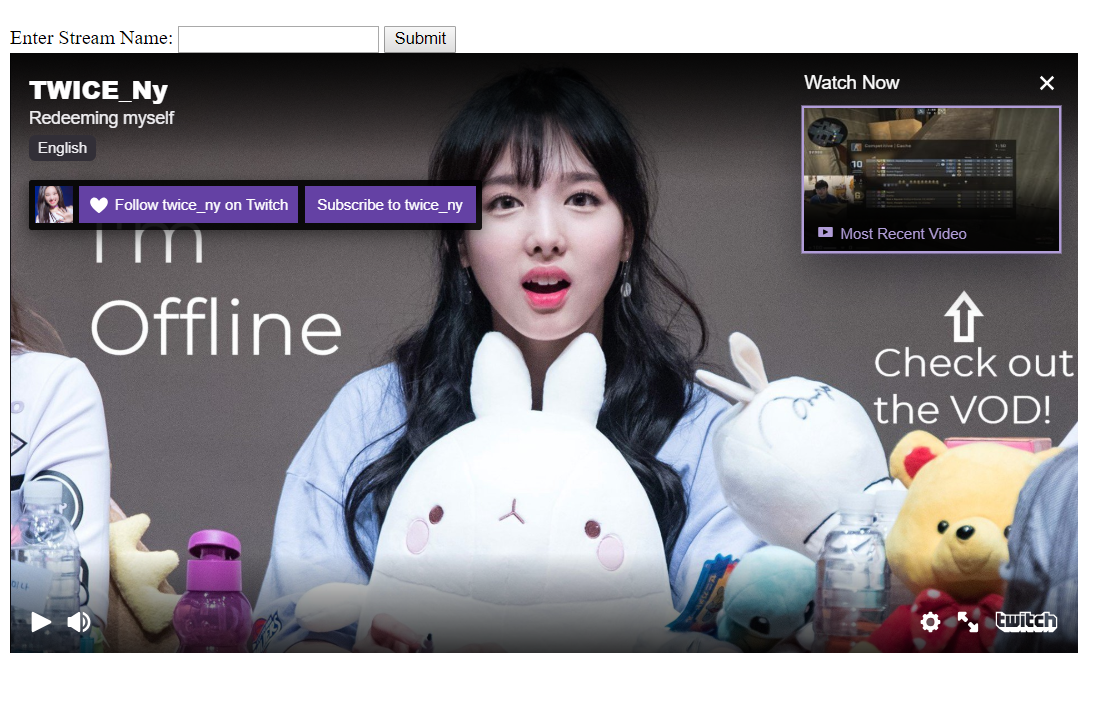 Enter Stream Name: Submit
TWICE_Ny
Redeeming myself
English
Follow twice_ny on Twitch
Subscribe to twice_ny
Watch Now
Most Recent Video
I'm
Offline
Check out
the VOD!
twitch